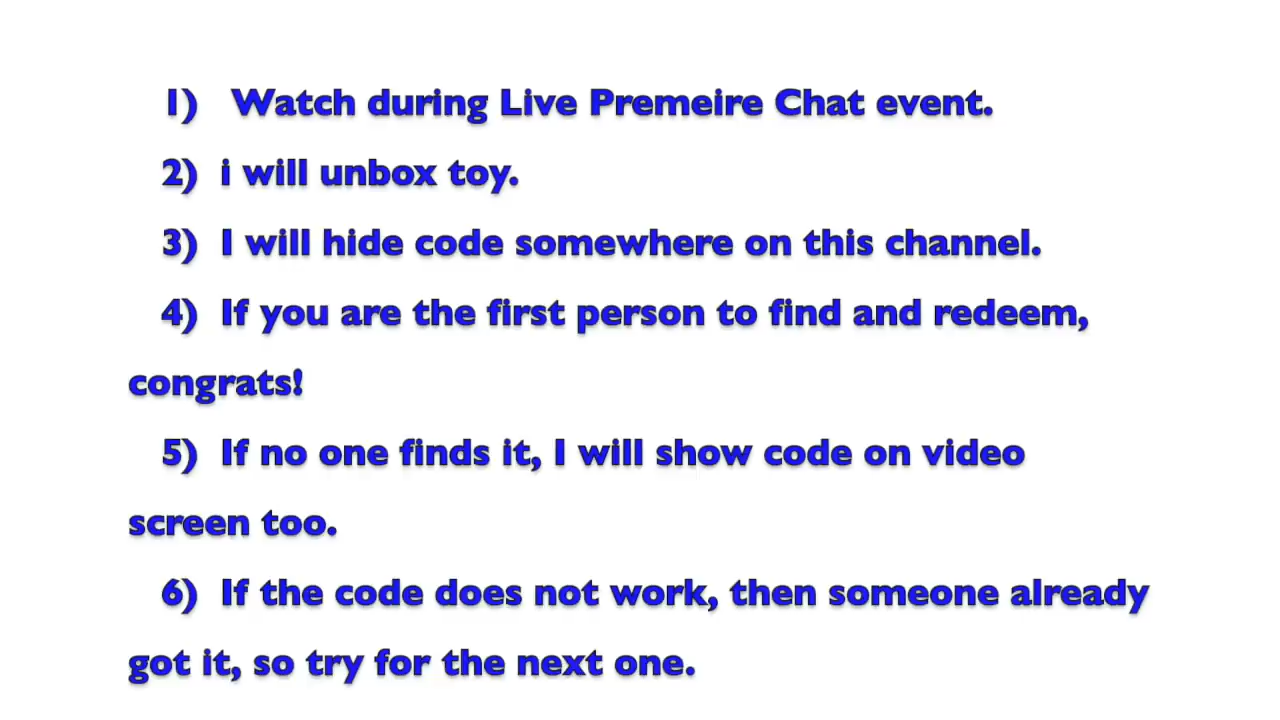 1) Watch during Live Premeire Chat event.
2) i will unbox toy.
3) I will hide code somewhere on this channel.
4) If you are the first person to find and redeem,
congrats!
5) If no one finds it, I will show code on video
screen too.
6) If the code does not work, then someone already
got it, so try for the next one.